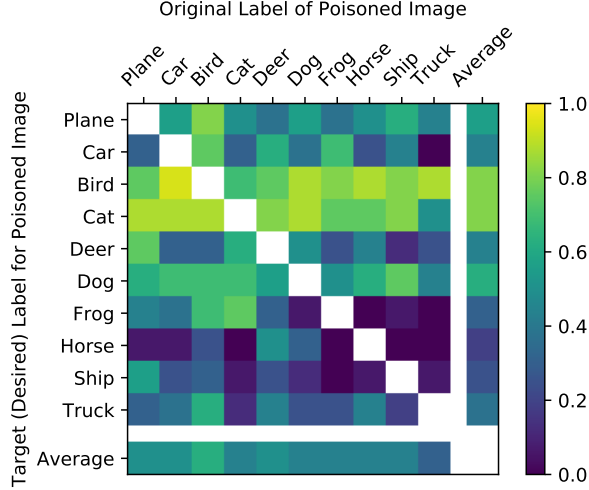 Original Label of Poisoned Image
Plane Car Bird Cat Deer Dog Frog Horse Ship Truck Average
Target (Desired) Label for Poisoned Image
Plane
Car
Bird
Cat
Deer
Dog
Frog
Horse
Ship
Truck
Average
1.0
0.8
0.6
0.4
0.2
0.0